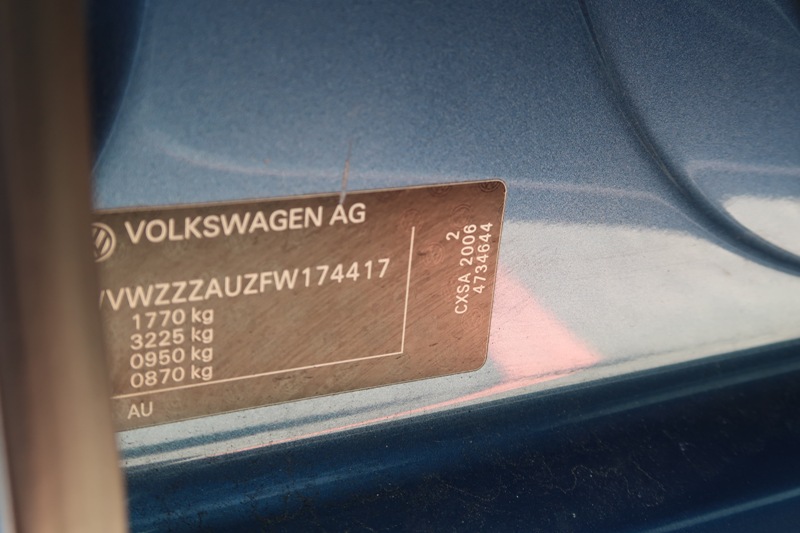 VOLKSWAGEN AG
VWZZZAUZFW174417
1770 kg
3225 kg
0950 kg
0870 kg
AU
2
CXSA 2006
4734644